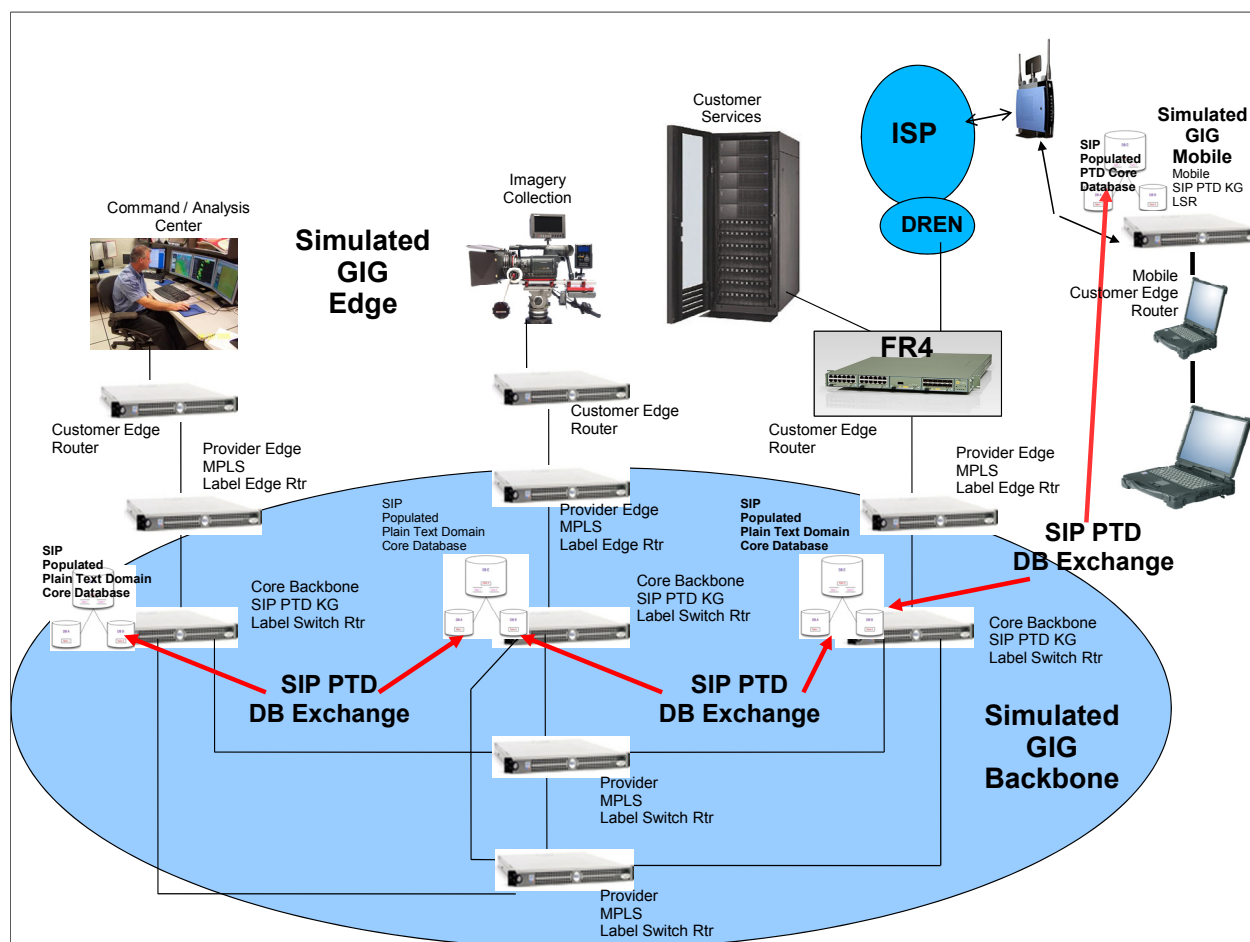 Customer
Services
ISP
DREN
FR4
Simulated
GIG
Mobile
Mobile
SIP PTD KG
LSR
SIP
Populated
PTD Core
Database
Mobile
Customer Edge
Router
Command / Analysis
Center
Simulated
GIG
Edge
Imagery
Collection
Customer Edge
Router
Customer Edge
Router
Customer Edge
Router
Provider Edge
MPLS
Label Edge Rtr
Provider Edge
MPLS
Label Edge Rtr
Provider Edge
MPLS
Label Edge Rtr
SIP
Populated
Plain Text Domain
Core Database
SIP
Populated
Plain Text Domain
Core Database
SIP
Populated
Plain Text Domain
Core Database
SIP PTD
DB Exchange
Core Backbone
SIP PTD KG
Label Switch Rtr
Core Backbone
SIP PTD KG
Label Switch Rtr
Core Backbone
SIP PTD KG
Label Switch Rtr
SIP PTD
DB Exchange
SIP PTD
DB Exchange
Simulated
GIG
Backbone
Provider
MPLS
Label Switch Rtr
Provider
MPLS
Label Switch Rtr